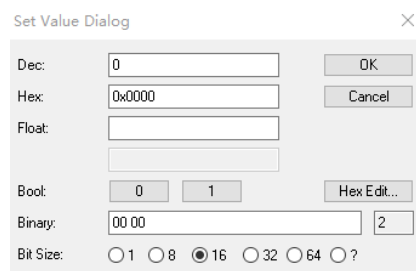 Set Value Dialog
Dec: 0 OK
Hex: 0x0000 Cancel
Float:
Bool: 0 1 Hex Edit...
Binary: 00 00 2
Bit Size: 1 8 16 32 64 ?